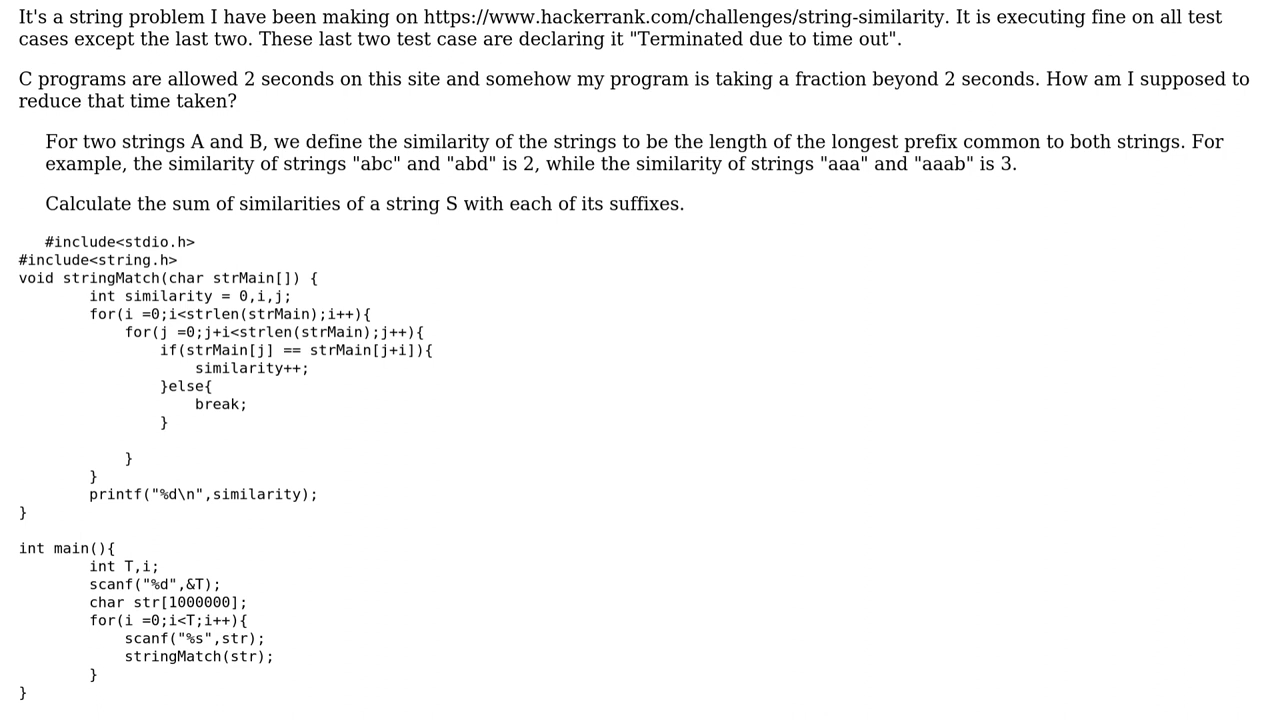 It's a string problem I have been making on https://www.hackerrank.com/challenges/string-similarity. It is executing fine on all test
cases except the last two. These last two test case are declaring it "Terminated due to time out".
C programs are allowed 2 seconds on this site and somehow my program is taking a fraction beyond 2 seconds. How am I supposed to
reduce that time taken?
For two strings A and B, we define the similarity of the strings to be the length of the longest prefix common to both strings. For
example, the similarity of strings "abc" and "abd" is 2, while the similarity of strings "aaa" and "aaab" is 3.
Calculate the sum of similarities of a string S with each of its suffixes.
   #include<stdio.h>
#include<string.h>
void stringMatch(char strMain[]) {
        int similarity = 0,i,j;
        for(i =0;i<strlen(strMain);i++){
            for(j =0;j+i<strlen(strMain);j++){
                if(strMain[j] == strMain[j+i]){
                    similarity++;
                }else{
                    break;
                }
            }
        }
        printf("%d\n",similarity);
}
int main(){
        int T,i;
        scanf("%d",&T);
        char str[1000000];
        for(i =0;i<T;i++){
            scanf("%s",str);
            stringMatch(str);
        }
}